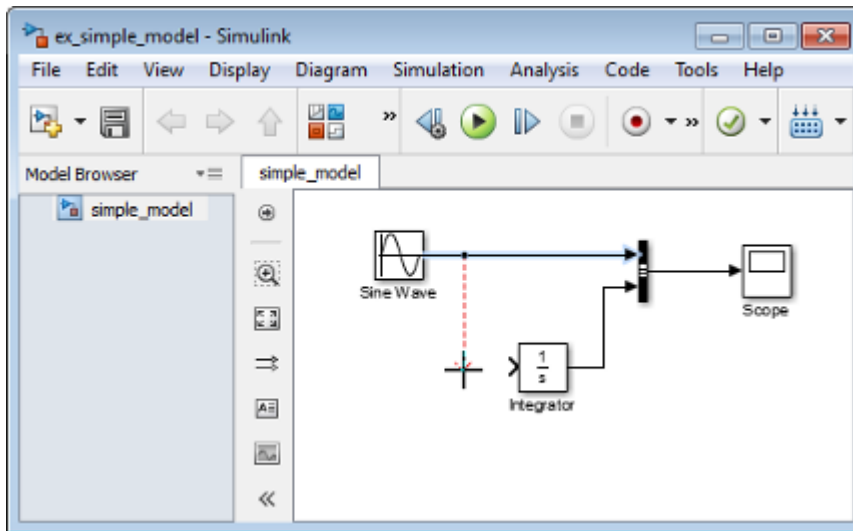 ex_simple_model - Simulink
File Edit View Display Diagram Simulation Analysis Code Tools Help
Model Browser
simple_model
simple_model
Sine Wave
Scope
1
s
Integrator